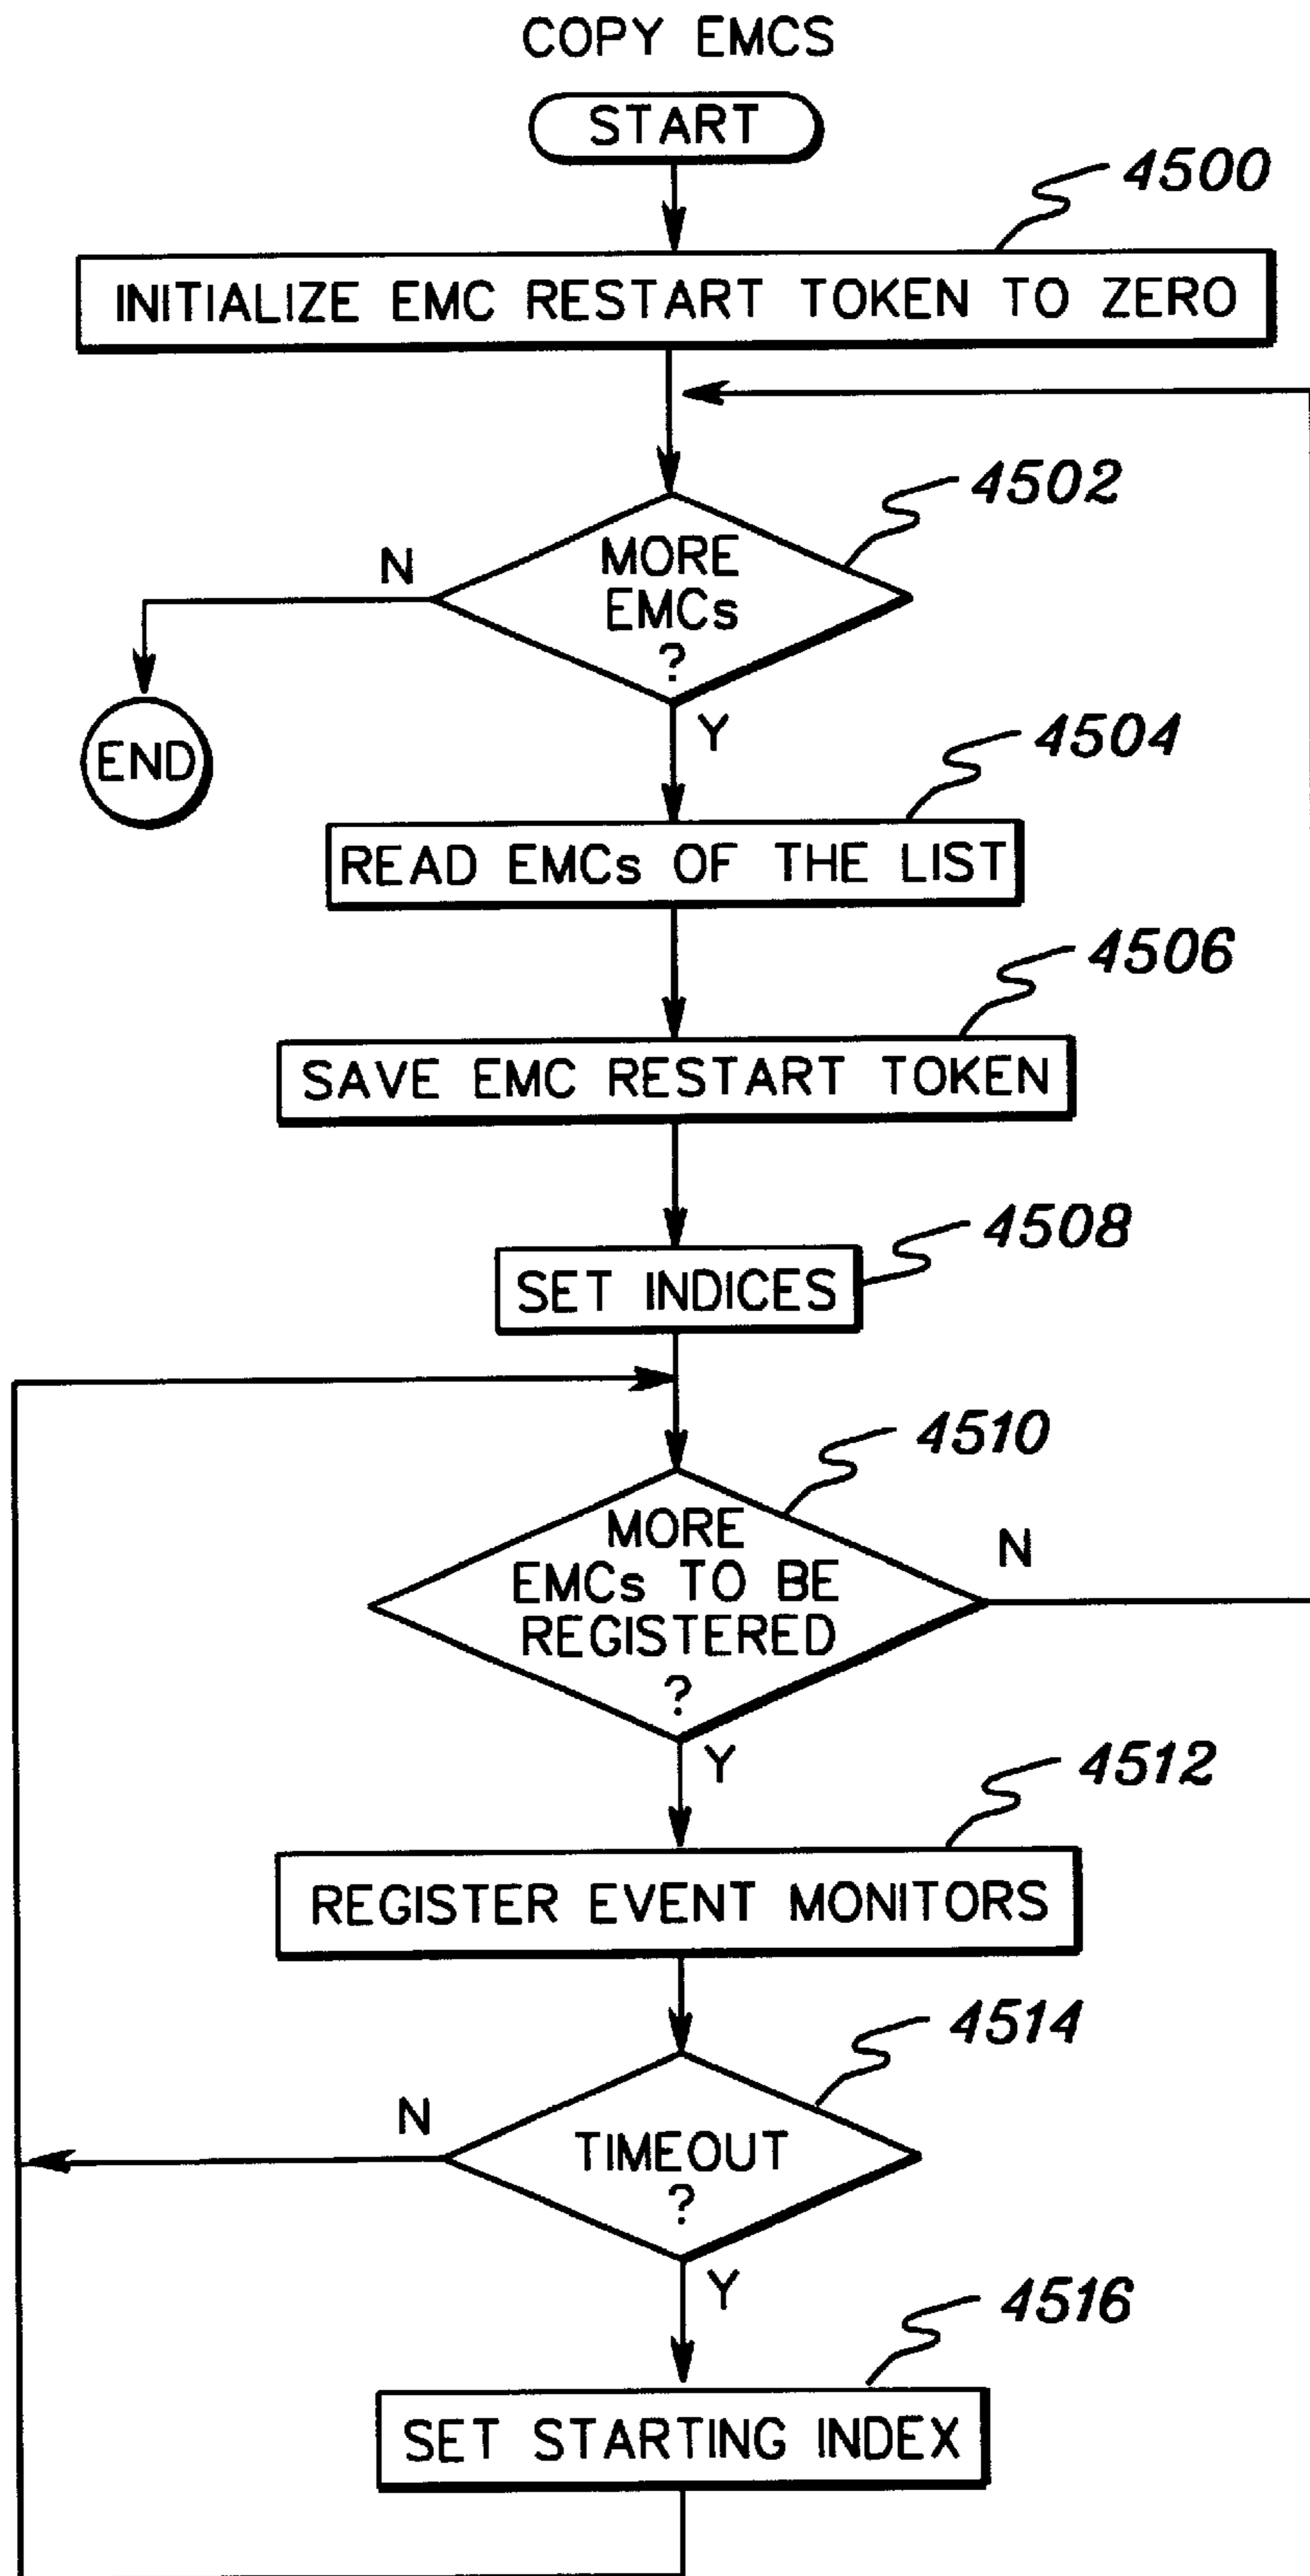 COPY EMCS
START
4500
INITIALIZE EMC RESTART TOKEN TO ZERO
4502
N
MORE
EMCs
?
Y
END
4504
READ EMCs OF THE LIST
4506
SAVE EMC RESTART TOKEN
4508
SET INDICES
4510
MORE
EMCs TO BE
REGISTERED
?
N
Y
4512
REGISTER EVENT MONITORS
4514
N
TIMEOUT
?
Y
4516
SET STARTING INDEX